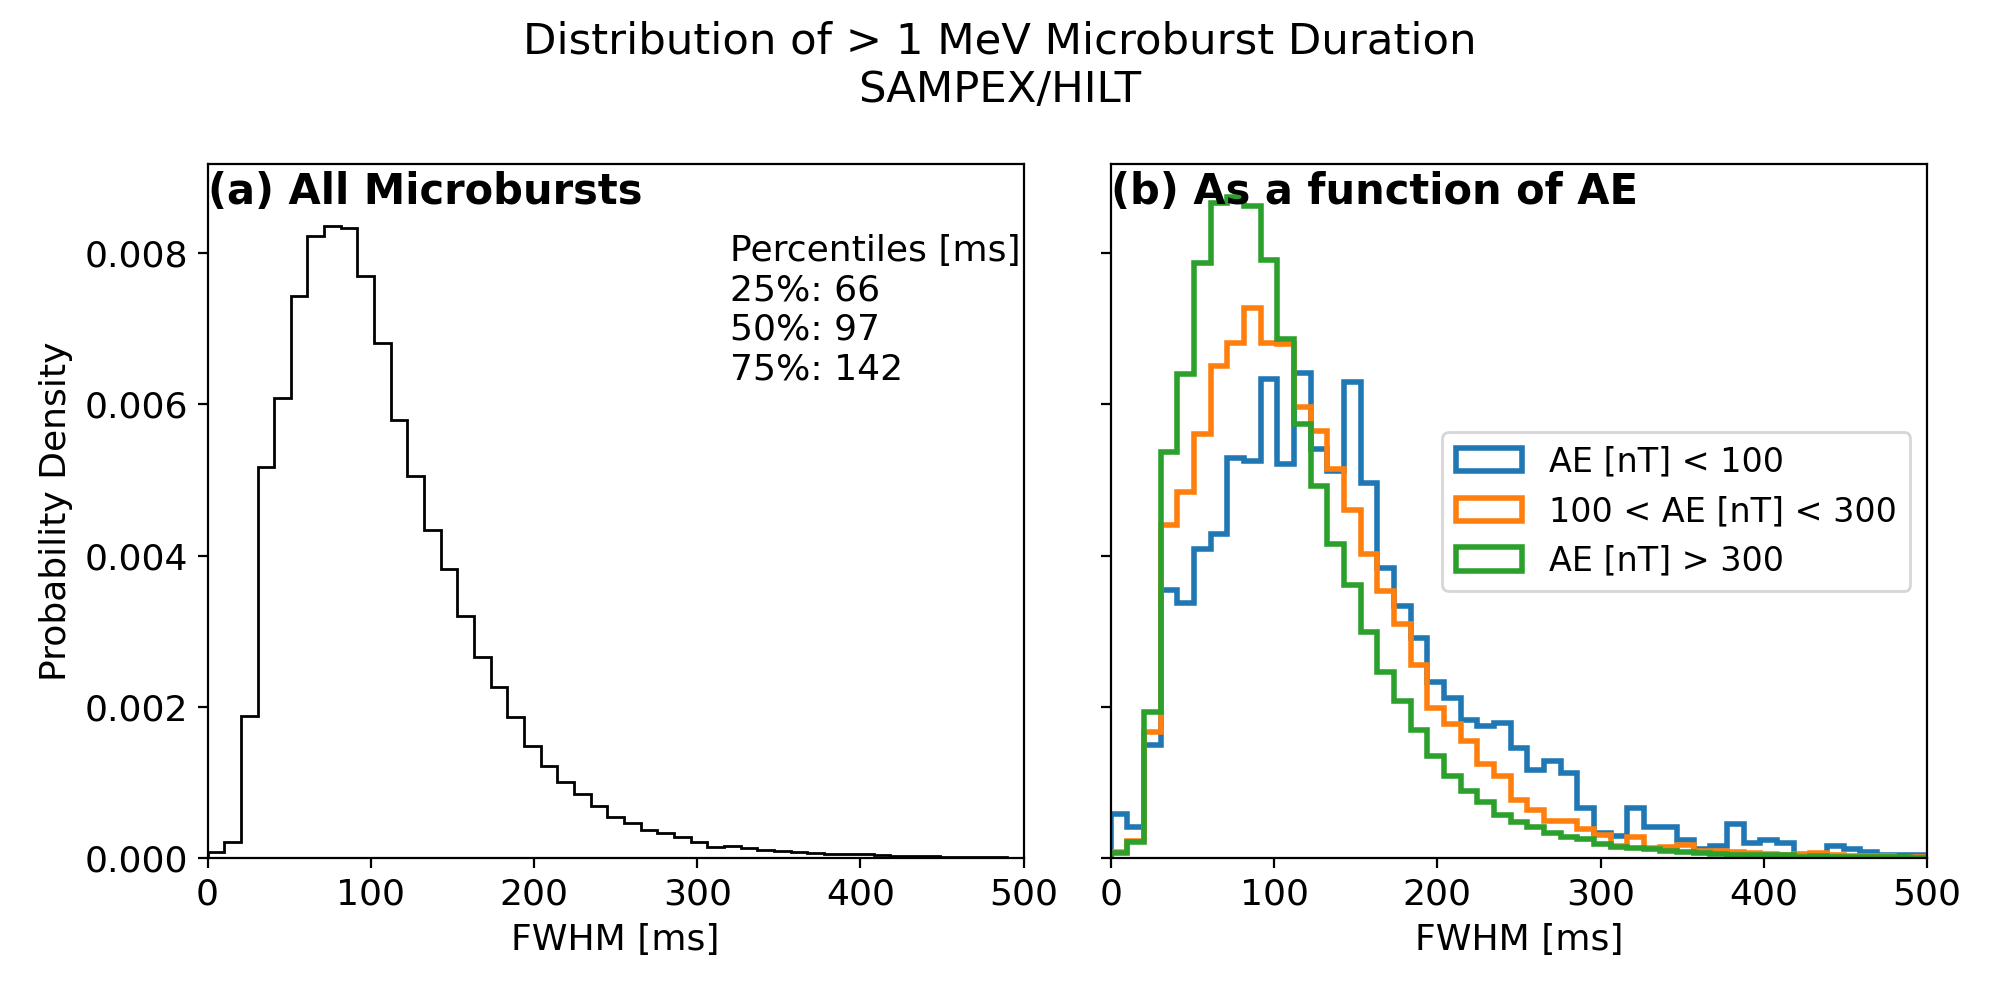 Distribution of > 1 MeV Microburst Duration
SAMPEX/HILT
(a) All Microbursts
Percentiles [ms]
25%: 66
50%: 97
75%: 142
Probability Density
0.008
0.006
0.004
0.002
0.000
0 100 200 300 400 500
FWHM [ms]
(b) As a function of AE
AE [nT] < 100
100 < AE [nT] < 300
AE [nT] > 300
0 100 200 300 400 500
FWHM [ms]